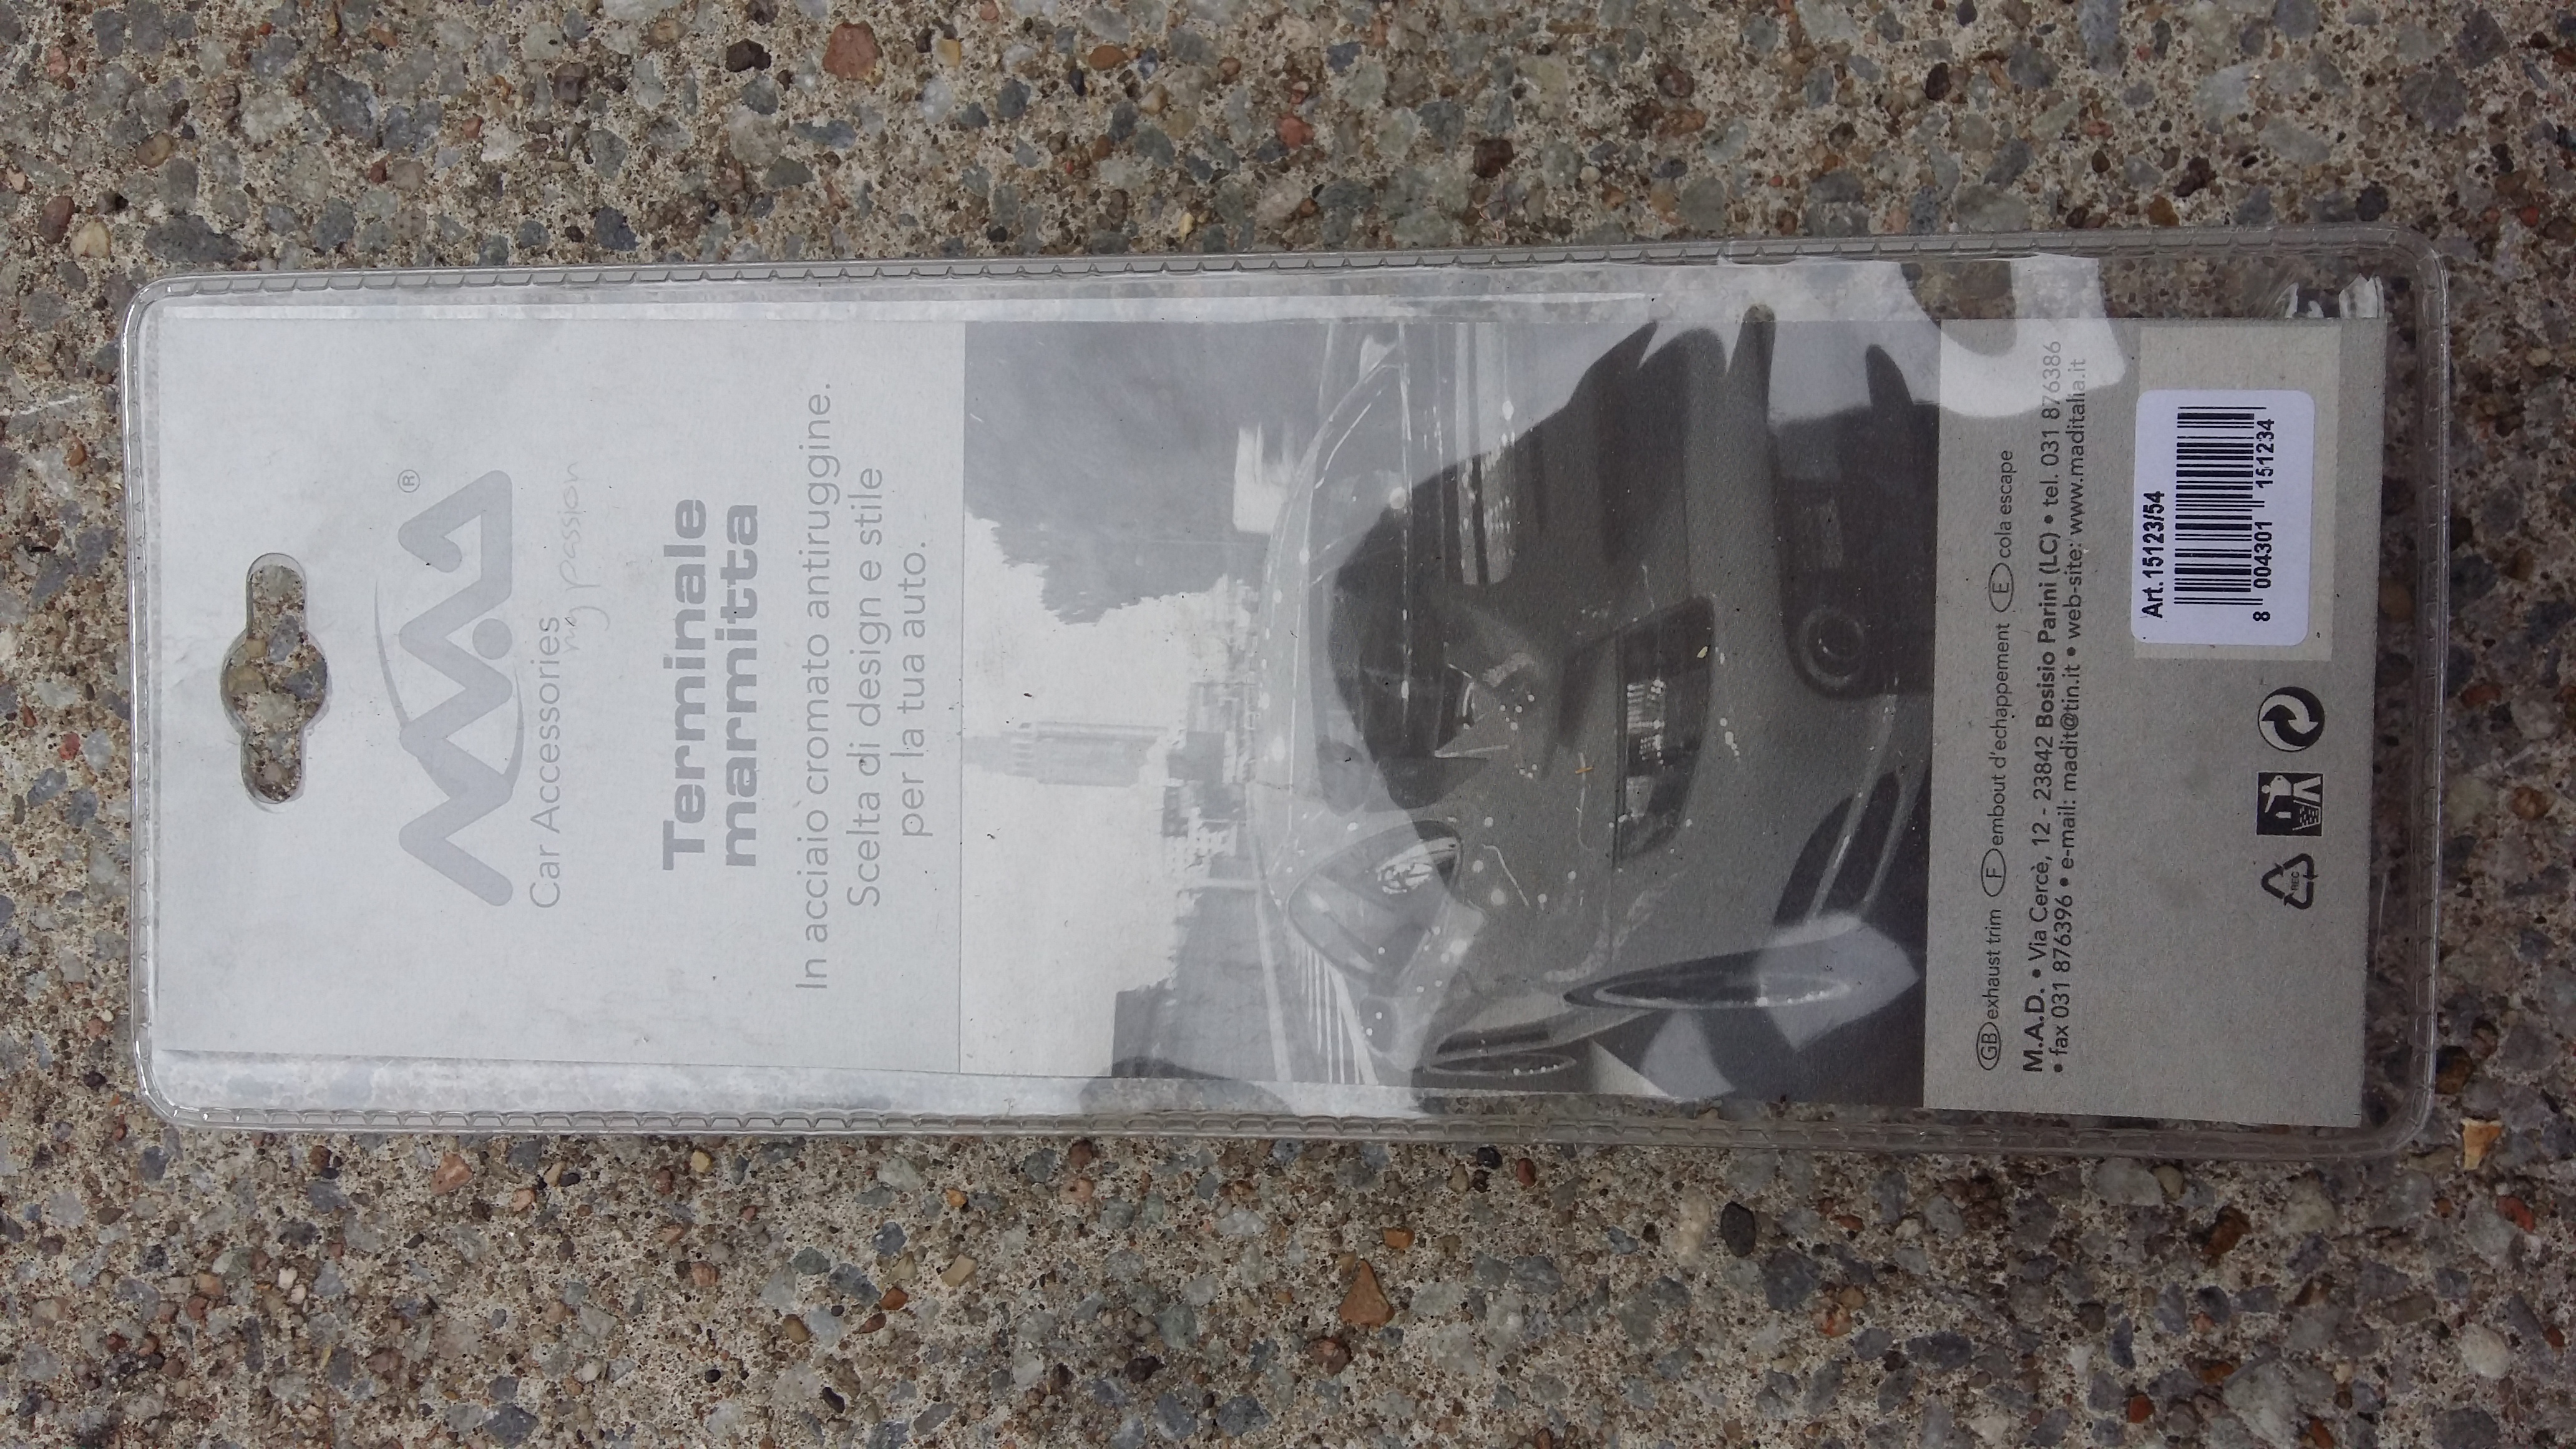 M.A.D
®
Car Accessories
my passion
Terminale
marmitta
In acciaio cromato antiruggine.
Scelta di design e stile
per la tua auto.
GB exhaust trim F embout d'echappement E cola escape
M.A.D. • Via Cercè, 12 - 23842 Bosisio Parini (LC) • tel. 031 876386
• fax 031 876396 • e-mail: madit@tin.it • web-site: www.maditalia.it
Art. 15123/54
8 004301 151234
REC